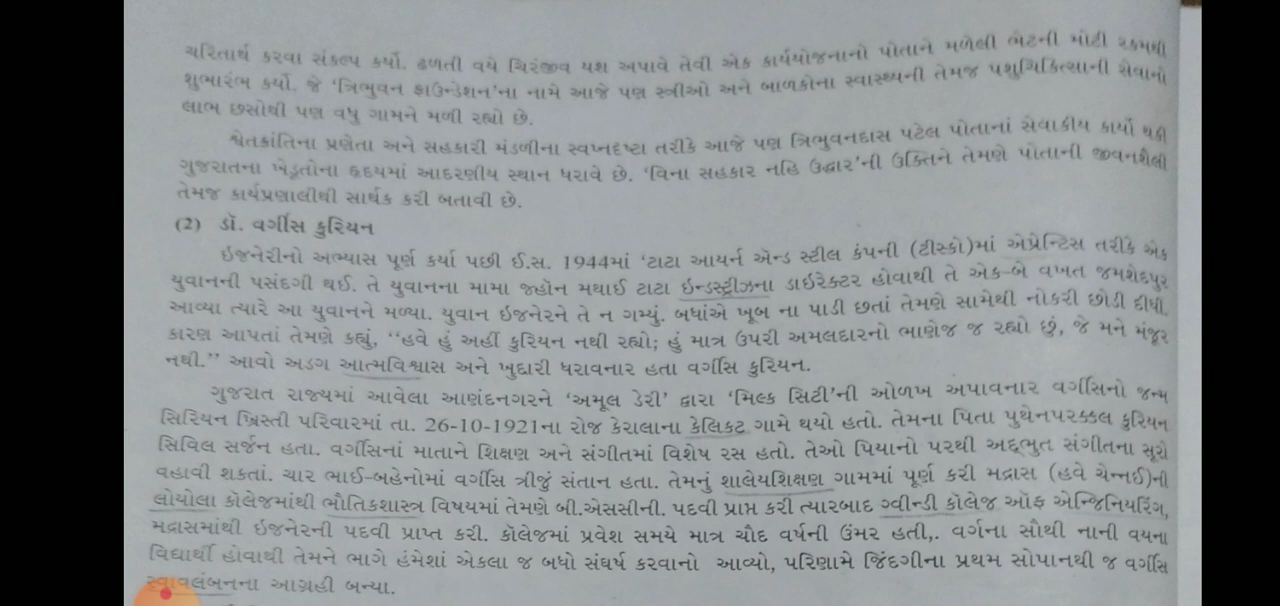 ચરિતાર્થ કરવા સંકલ્પ કર્યો. ઢળતી વયે ચિરંજીવ યશ અપાવે તેવી એક કાર્યયોજનાનો પોતાને મળેલી ભેટની મોટી રકમથી
શુભારંભ કર્યો. જે ‘ત્રિભુવન ફાઉન્ડેશન’ના નામે આજે પણ સ્ત્રીઓ અને બાળકોના સ્વાસ્થ્યની તેમજ પશુચિકિત્સાની સેવાનો
લાભ છસોથી પણ વધુ ગામને મળી રહ્યો છે.
શ્વેતક્રાંતિના પ્રણેતા અને સહકારી મંડળીના સ્વપ્નદૃષ્ટા તરીકે આજે પણ ત્રિભુવનદાસ પટેલ પોતાનાં સેવાકીય કાર્યો થકી
ગુજરાતના ખેડૂતોના હૃદયમાં આદરણીય સ્થાન ધરાવે છે. ‘વિના સહકાર નહિ ઉદ્ધાર’ની ઉક્તિને તેમણે પોતાની જીવનશૈલી
તેમજ કાર્યપ્રણાલીથી સાર્થક કરી બતાવી છે.
(2) ડૉ. વર્ગીસ કુરિયન
ઇજનેરીનો અભ્યાસ પૂર્ણ કર્યા પછી ઈ.સ. 1944માં ‘ટાટા આયર્ન ઍન્ડ સ્ટીલ કંપની (ટીસ્કો)માં એપ્રેન્ટિસ તરીકે એક
યુવાનની પસંદગી થઈ. તે યુવાનના મામા જ્હૉન મથાઈ ટાટા ઇન્ડસ્ટ્રીઝના ડાઇરેક્ટર હોવાથી તે એક-બે વખત જમશેદપુર
આવ્યા ત્યારે આ યુવાનને મળ્યા. યુવાન ઇજનેરને તે ન ગમ્યું. બધાંએ ખૂબ ના પાડી છતાં તેમણે સામેથી નોકરી છોડી દીધી.
કારણ આપતાં તેમણે કહ્યું, “હવે હું અહીં કુરિયન નથી રહ્યો; હું માત્ર ઉપરી અમલદારનો ભાણેજ જ રહ્યો છું, જે મને મંજૂર
નથી.” આવો અડગ આત્મવિશ્વાસ અને ખુદ્દારી ધરાવનાર હતા વર્ગીસ કુરિયન.
ગુજરાત રાજ્યમાં આવેલા આણંદનગરને ‘અમૂલ ડેરી’ દ્વારા ‘મિલ્ક સિટી’ની ઓળખ અપાવનાર વર્ગીસનો જન્મ
સિરિયન ખ્રિસ્તી પરિવારમાં તા. 26-10-1921ના રોજ કેરાલાના કેલિકટ ગામે થયો હતો. તેમના પિતા પુથેનપરક્કલ કુરિયન
સિવિલ સર્જન હતા. વર્ગીસનાં માતાને શિક્ષણ અને સંગીતમાં વિશેષ રસ હતો. તેઓ પિયાનો પરથી અદ્ભુત સંગીતના સૂરો
વહાવી શકતાં. ચાર ભાઈ-બહેનોમાં વર્ગીસ ત્રીજું સંતાન હતા. તેમનું શાલેયશિક્ષણ ગામમાં પૂર્ણ કરી મદ્રાસ (હવે ચેન્નઈ)ની
લોયોલા કૉલેજમાંથી ભૌતિકશાસ્ત્ર વિષયમાં તેમણે બી.એસસીની. પદવી પ્રાપ્ત કરી ત્યારબાદ ગ્વીન્ડી કૉલેજ ઑફ એન્જિનિયરિંગ,
મદ્રાસમાંથી ઇજનેરની પદવી પ્રાપ્ત કરી. કૉલેજમાં પ્રવેશ સમયે માત્ર ચૌદ વર્ષની ઉંમર હતી,. વર્ગના સૌથી નાની વયના
વિદ્યાર્થી હોવાથી તેમને ભાગે હંમેશાં એકલા જ બધો સંઘર્ષ કરવાનો આવ્યો, પરિણામે જિંદગીના પ્રથમ સોપાનથી જ વર્ગીસ
સ્વાવલંબનના આગ્રહી બન્યા.